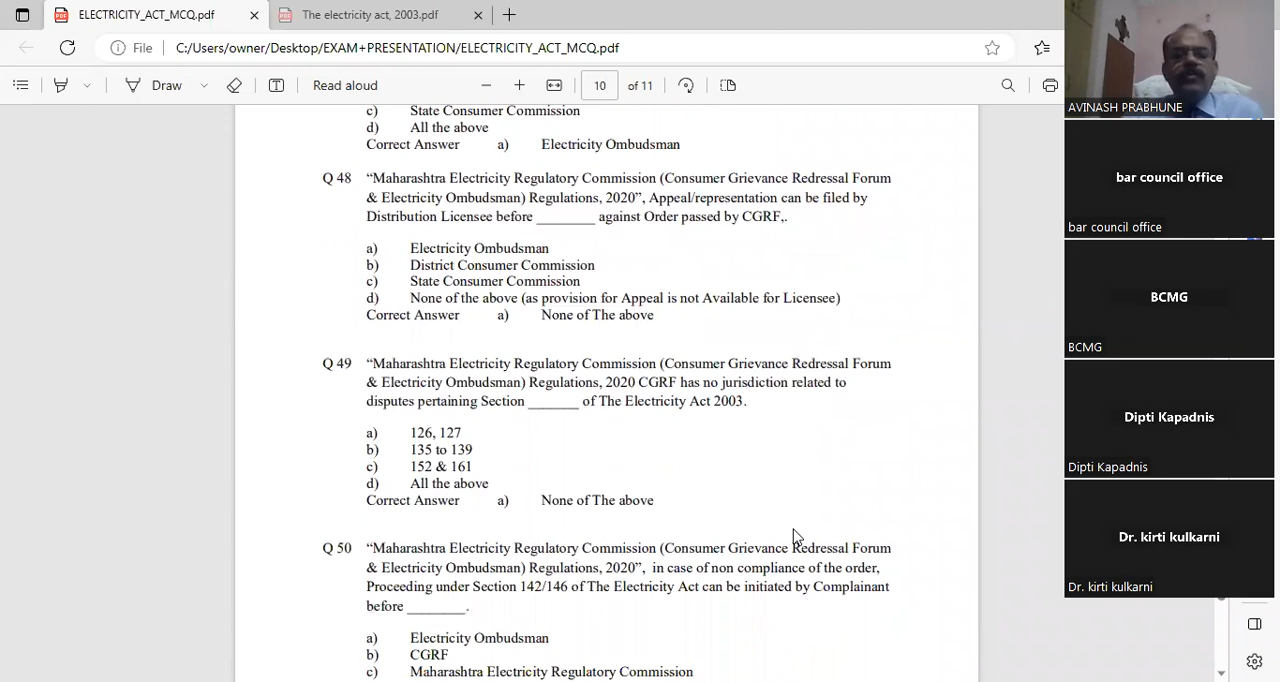 ELECTRICITY_ACT_MCQ.pdf
The electricity act, 2003.pdf
File
C:/Users/owner/Desktop/EXAM+PRESENTATION/ELECTRICITY_ACT_MCQ.pdf
Draw
Read aloud
10
of 11
c) State Consumer Commission
d) All the above
Correct Answer a) Electricity Ombudsman
Q 48 “Maharashtra Electricity Regulatory Commission (Consumer Grievance Redressal Forum
& Electricity Ombudsman) Regulations, 2020”, Appeal/representation can be filed by
Distribution Licensee before ________ against Order passed by CGRF,.
a) Electricity Ombudsman
b) District Consumer Commission
c) State Consumer Commission
d) None of the above (as provision for Appeal is not Available for Licensee)
Correct Answer a) None of The above
Q 49 “Maharashtra Electricity Regulatory Commission (Consumer Grievance Redressal Forum
& Electricity Ombudsman) Regulations, 2020 CGRF has no jurisdiction related to
disputes pertaining Section _______ of The Electricity Act 2003.
a) 126, 127
b) 135 to 139
c) 152 & 161
d) All the above
Correct Answer a) None of The above
Q 50 “Maharashtra Electricity Regulatory Commission (Consumer Grievance Redressal Forum
& Electricity Ombudsman) Regulations, 2020”, in case of non compliance of the order,
Proceeding under Section 142/146 of The Electricity Act can be initiated by Complainant
before ________.
a) Electricity Ombudsman
b) CGRF
c) Maharashtra Electricity Regulatory Commission
AVINASH PRABHUNE
bar council office
bar council office
BCMG
BCMG
Dipti Kapadnis
Dipti Kapadnis
Dr. kirti kulkarni
Dr. kirti kulkarni